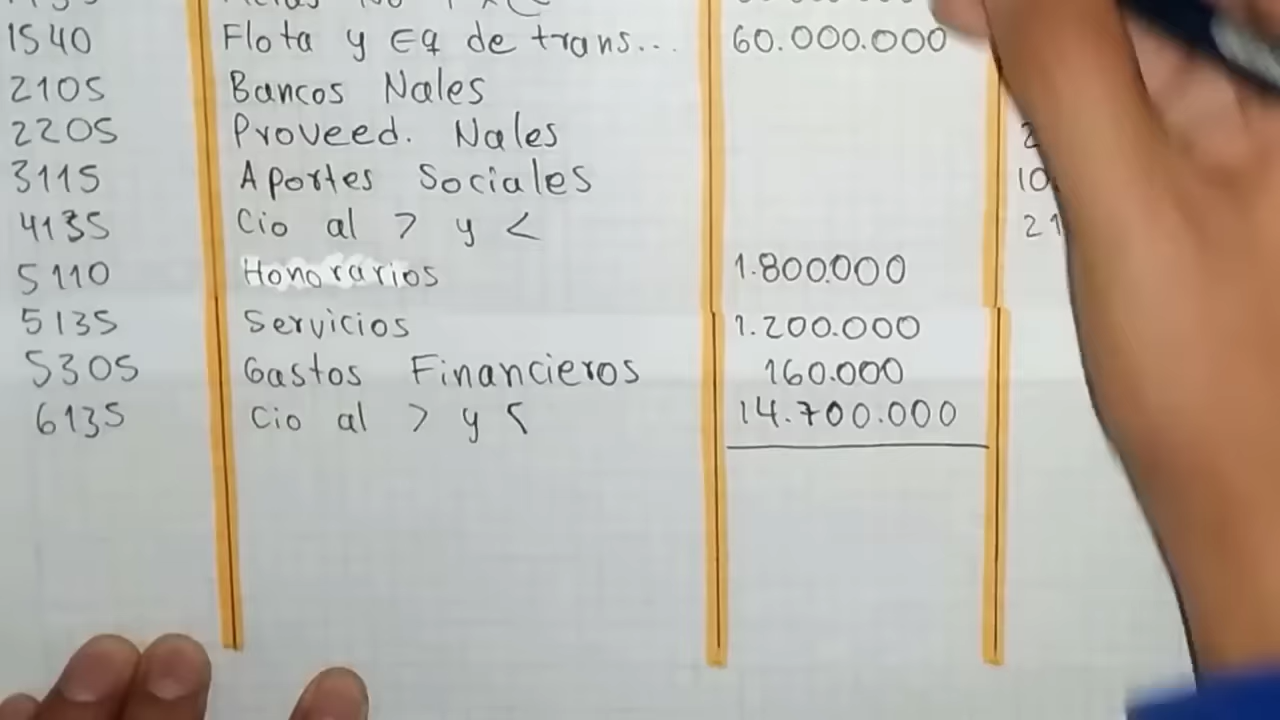 1540 Flota y Eq de trans... 60.000.000
2105 Bancos Nales
2205 Proveed. Nales
3115 Aportes Sociales
4135 Cio al > y <
5110 Honorarios 1.800.000
5135 Servicios 1.200.000
5305 Gastos Financieros 160.000
6135 Cio al > y < 14.700.000